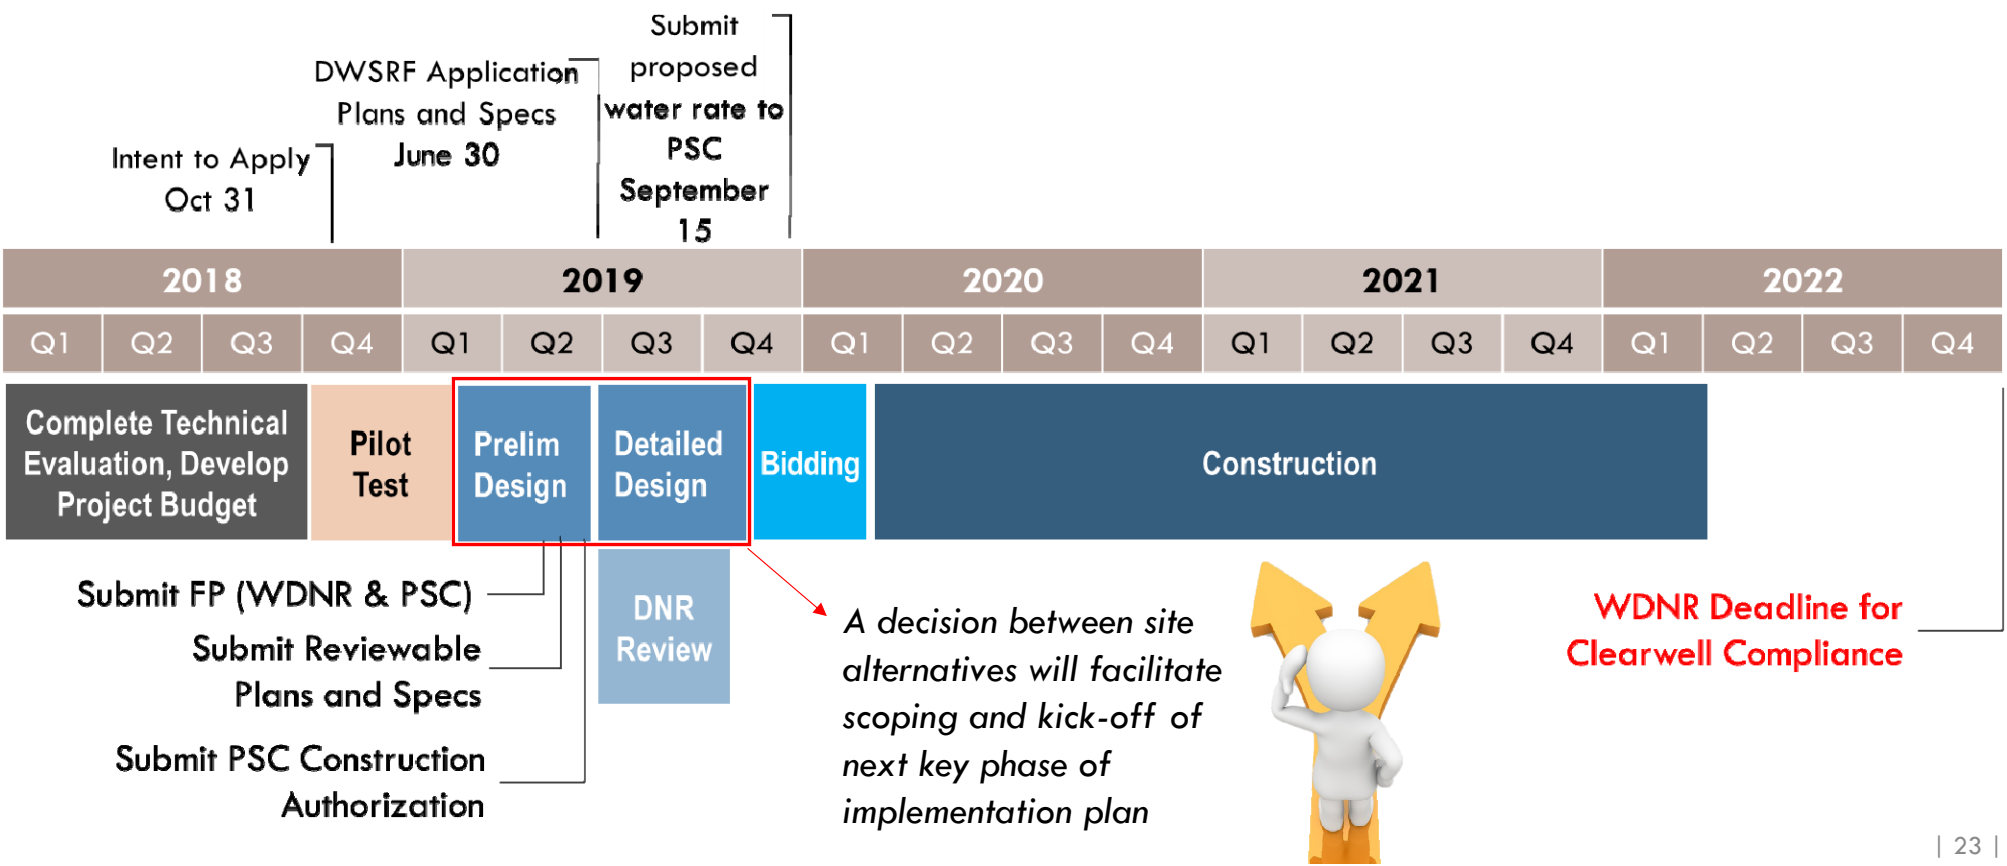 Submit
proposed
water rate to
PSC
September
15
DWSRF Application
Plans and Specs
June 30
Intent to Apply
Oct 31
2018 2019 2020 2021 2022
Q1 Q2 Q3 Q4 Q1 Q2 Q3 Q4 Q1 Q2 Q3 Q4 Q1 Q2 Q3 Q4 Q1 Q2 Q3 Q4
Complete Technical
Evaluation, Develop
Project Budget
Pilot
Test
Prelim
Design
Detailed
Design
Bidding
Construction
Submit FP (WDNR & PSC)
Submit Reviewable
Plans and Specs
Submit PSC Construction
Authorization
DNR
Review
A decision between site
alternatives will facilitate
scoping and kick-off of
next key phase of
implementation plan
WDNR Deadline for
Clearwell Compliance
| 23 |